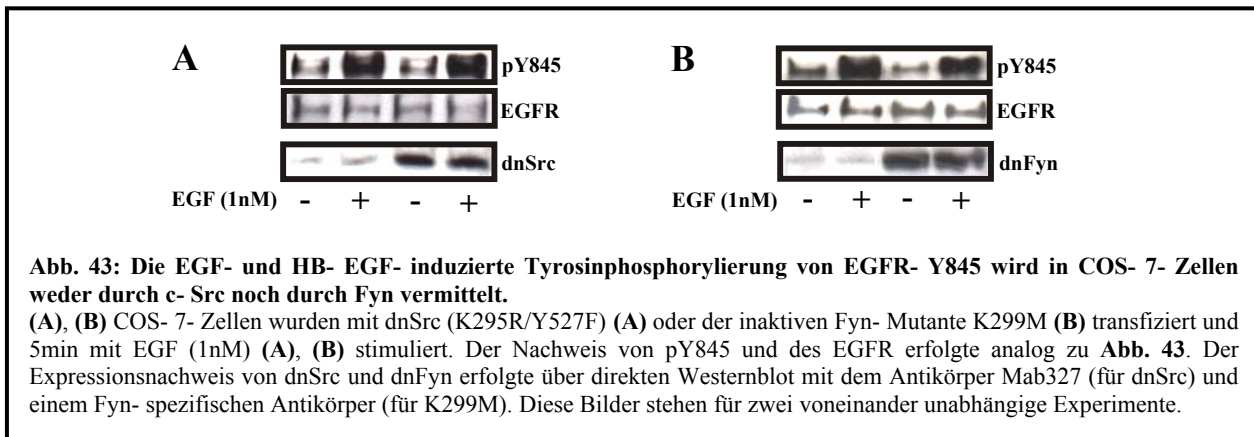 A
pY845
EGFR
dnSrc
EGF (1nM) - + - +
B
pY845
EGFR
dnFyn
EGF (1nM) - + - +
Abb. 43: Die EGF- und HB- EGF- induzierte Tyrosinphosphorylierung von EGFR- Y845 wird in COS- 7- Zellen
weder durch c- Src noch durch Fyn vermittelt.
(A), (B) COS- 7- Zellen wurden mit dnSrc (K295R/Y527F) (A) oder der inaktiven Fyn- Mutante K299M (B) transfiziert und
5min mit EGF (1nM) (A), (B) stimuliert. Der Nachweis von pY845 und des EGFR erfolgte analog zu Abb. 43. Der
Expressionsnachweis von dnSrc und dnFyn erfolgte über direkten Westernblot mit dem Antikörper Mab327 (für dnSrc) und
einem Fyn- spezifischen Antikörper (für K299M). Diese Bilder stehen für zwei voneinander unabhängige Experimente.